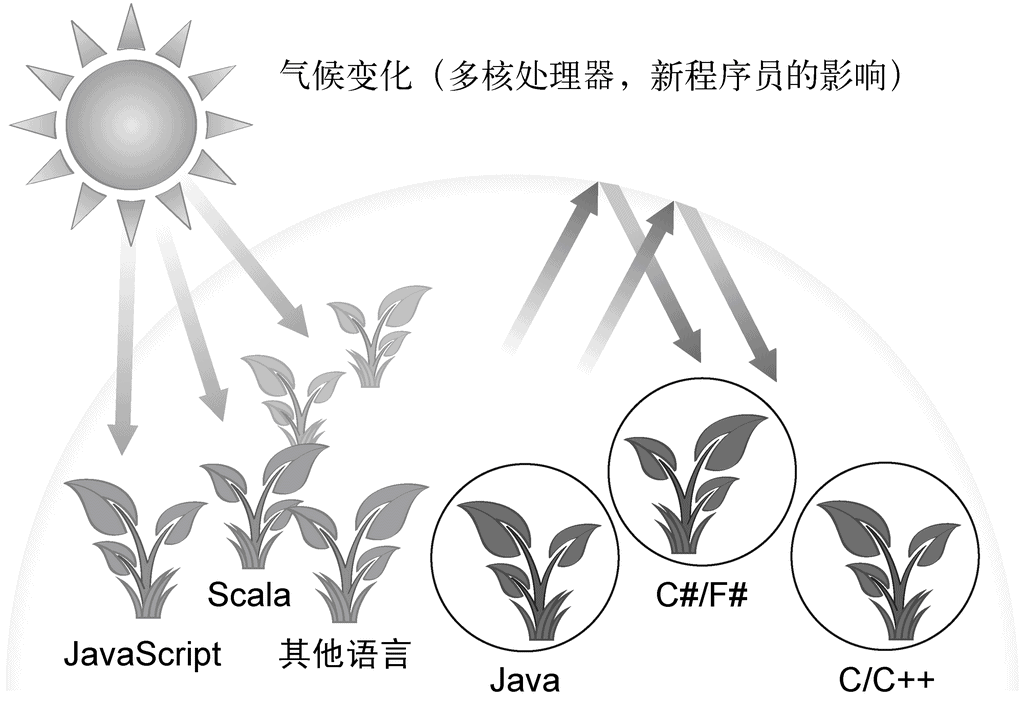 气候变化（多核处理器，新程序员的影响）
Scala
C#/F#
JavaScript
其他语言
Java
C/C++